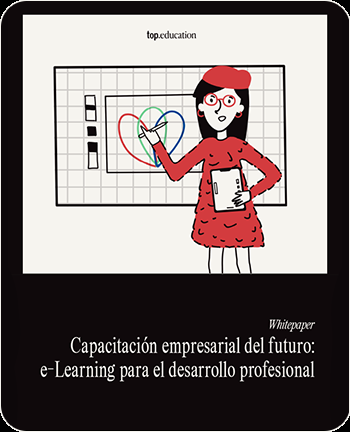 top.education
Whitepaper
Capacitación empresarial del futuro:
e-Learning para el desarrollo profesional